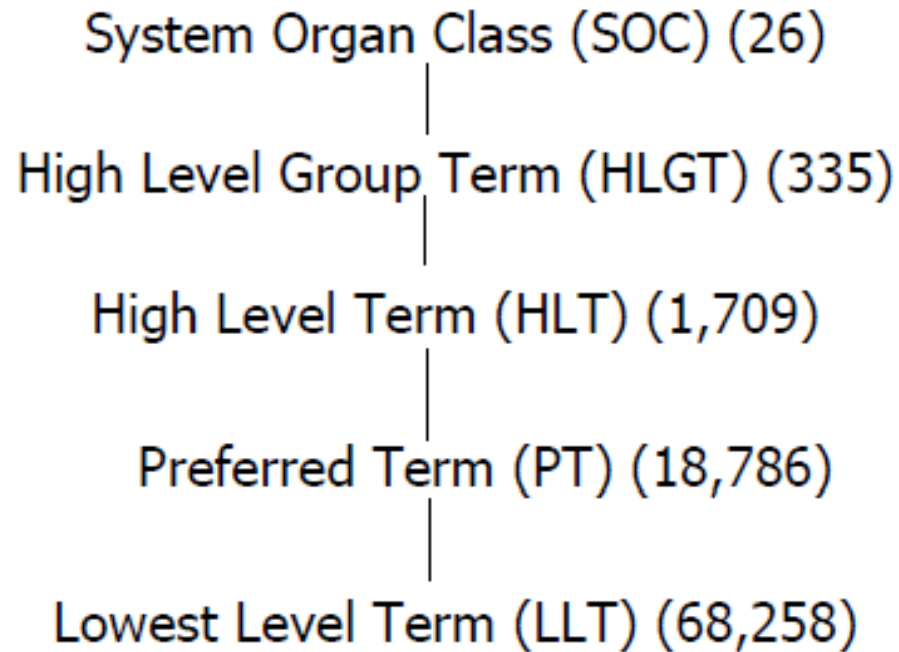 System Organ Class (SOC) (26)
High Level Group Term (HLGT) (335)
High Level Term (HLT) (1,709)
Preferred Term (PT) (18,786)
Lowest Level Term (LLT) (68,258)